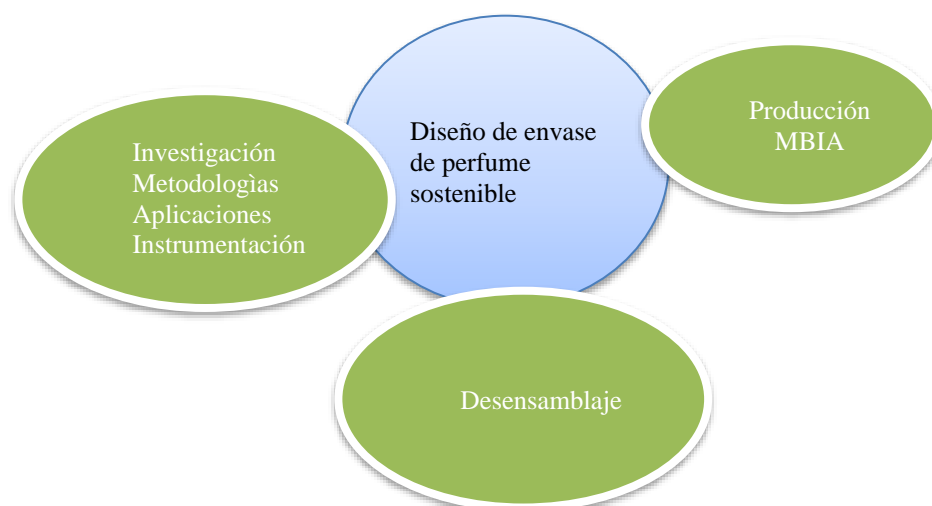 Diseño de envase
de perfume
sostenible
Investigación
Metodologìas
Aplicaciones
Instrumentación
Producción
MBIA
Desensamblaje